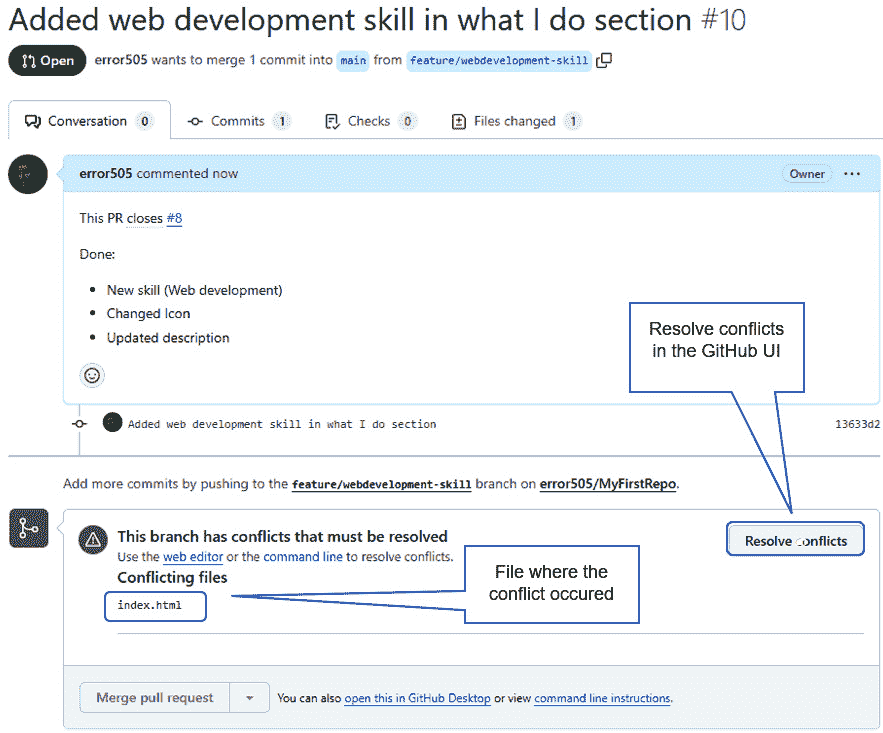 Added web development skill in what I do section #10
Open error505 wants to merge 1 commit into main from feature/webdevelopment-skill
Conversation 0 Commits 1 Checks 0 Files changed 1
error505 commented now Owner
This PR closes #8
Done:
New skill (Web development)
Changed Icon
Updated description
Resolve conflicts
in the GitHub UI
Added web development skill in what I do section 13633d2
Add more commits by pushing to the feature/webdevelopment-skill branch on error505/MyFirstRepo.
This branch has conflicts that must be resolved
Use the web editor or the command line to resolve conflicts.
Resolve conflicts
Conflicting files
index.html
File where the
conflict occured
Merge pull request You can also open this in GitHub Desktop or view command line instructions.